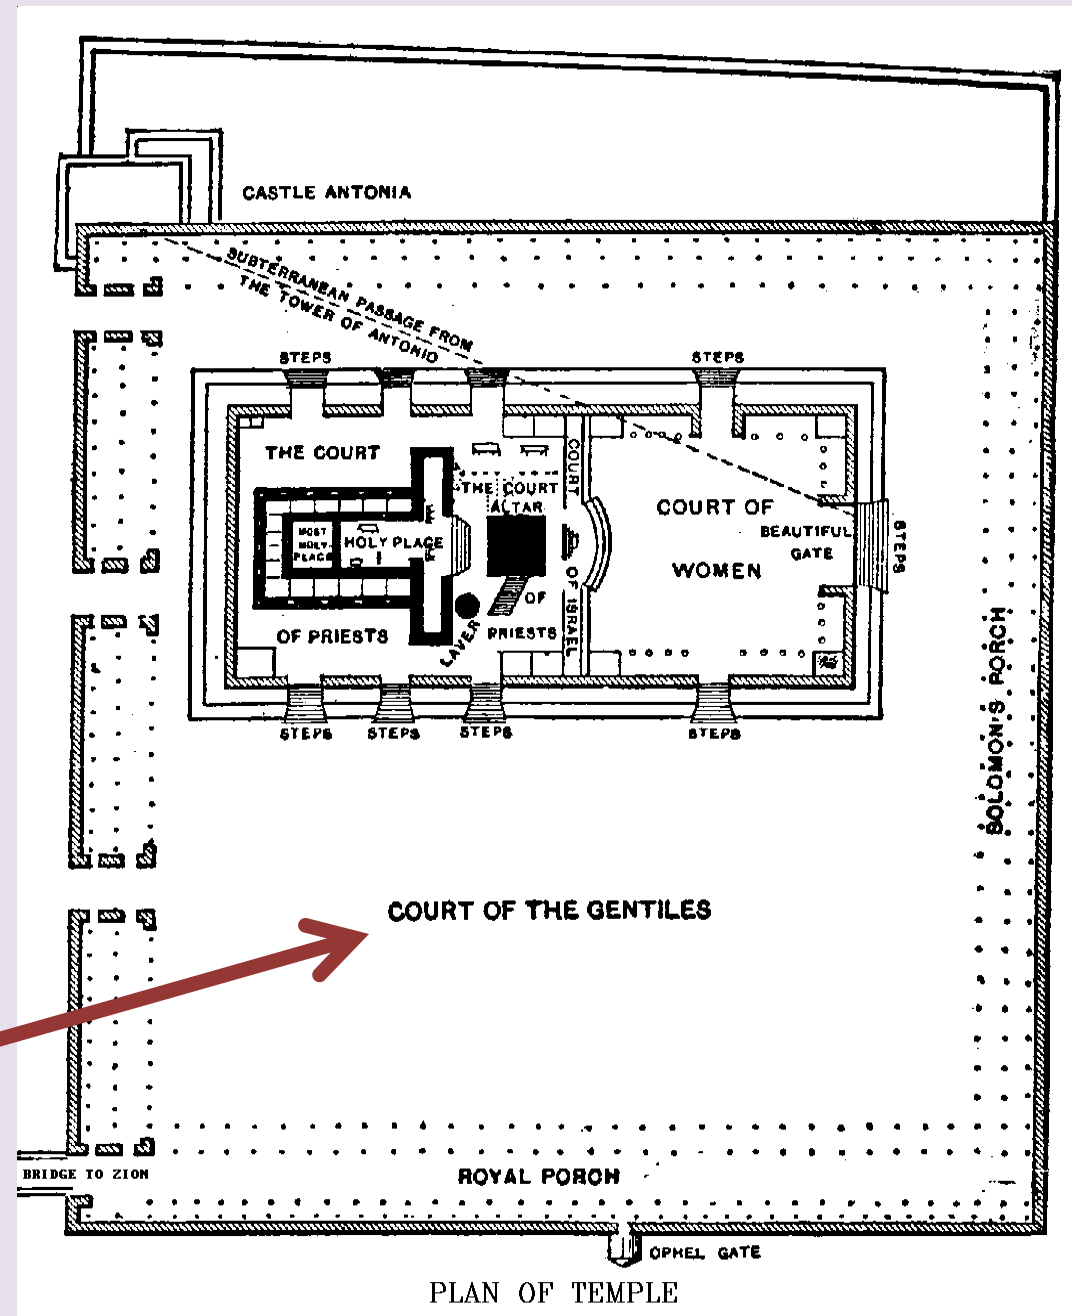 CASTLE ANTONIA
SUBTERRANEAN PASSAGE FROM
THE TOWER OF ANTONIO
STEPS
STEPS
THE COURT
COURT
THE COURT
ALTAR
COURT OF
MOST
HOLY
PLACE
HOLY PLACE
BEAUTIFUL
GATE
STEPS
WOMEN
OF
OF ISRAEL
OF PRIESTS
LAVER
PRIESTS
SOLOMON'S PORCH
STEPS
STEPS
STEPS
STEPS
COURT OF THE GENTILES
BRIDGE TO ZION
ROYAL PORCH
OPHEL GATE
PLAN OF TEMPLE